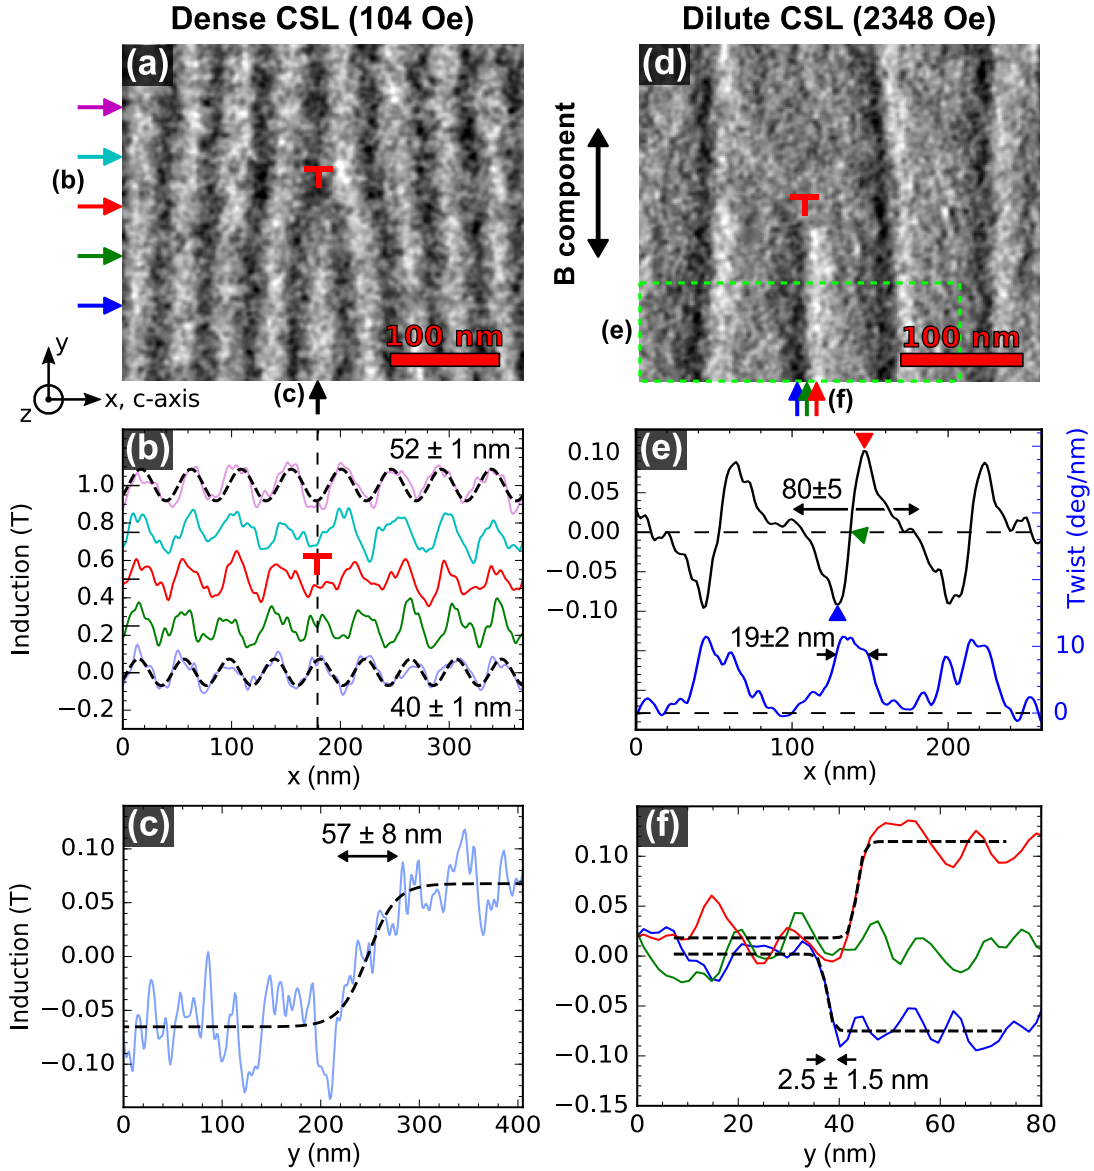 Dense CSL (104 Oe)
Dilute CSL (2348 Oe)
(a)
(b)
100 nm
y
z
x, c-axis
(c)
(d)
B component
(e)
100 nm
(f)
(b)
52 ± 1 nm
40 ± 1 nm
Induction (T)
1.0
0.8
0.6
0.4
0.2
0.0
−0.2
0
100
200
300
x (nm)
(e)
80±5
19±2 nm
0.10
0.05
0.00
−0.05
−0.10
Twist (deg/nm)
10
0
0
100
200
x (nm)
(c)
57 ± 8 nm
Induction (T)
0.10
0.05
0.00
−0.05
−0.10
0
100
200
300
400
y (nm)
(f)
2.5 ± 1.5 nm
0.10
0.05
0.00
−0.05
−0.10
−0.15
0
20
40
60
80
y (nm)